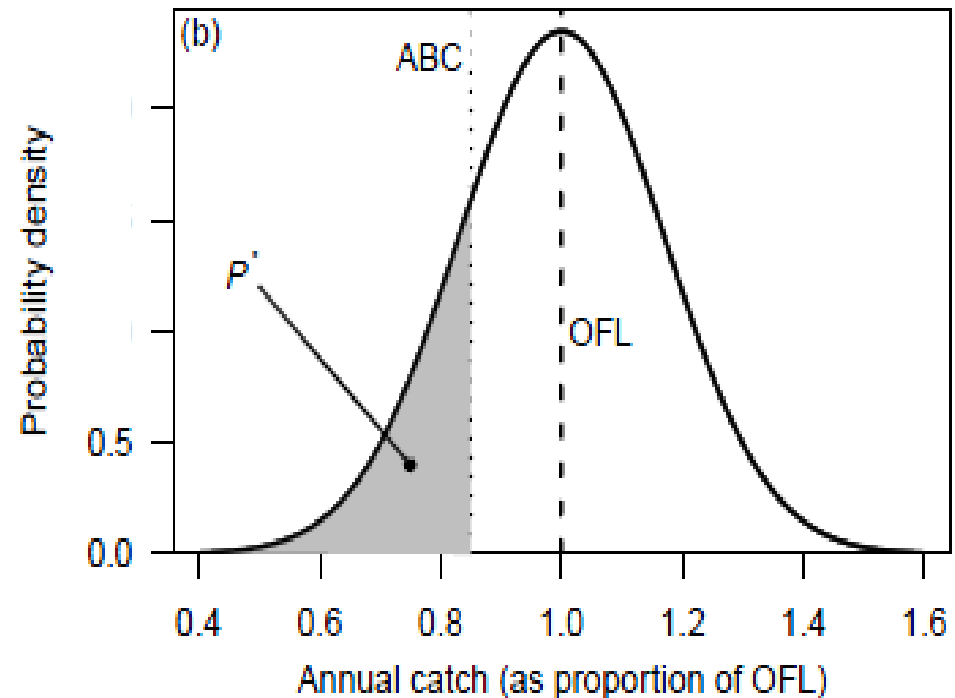 (b)
ABC
Probability density
P*
OFL
0.5
0.0
0.4 0.6 0.8 1.0 1.2 1.4 1.6
Annual catch (as proportion of OFL)